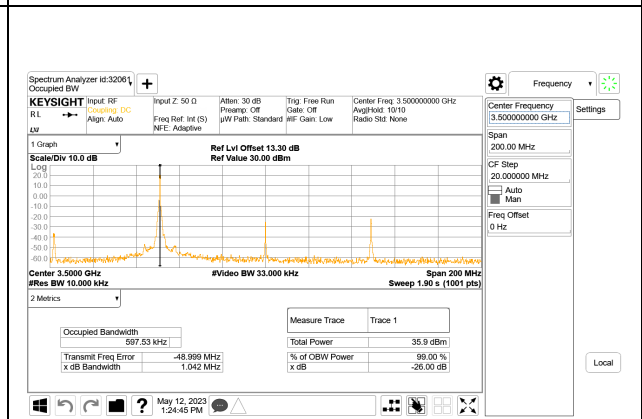 Spectrum Analyzer id:32061
Occupied BW
Frequency
KEYSIGHT Input: RF Input Z: 50 Ω Atten: 30 dB Trig: Free Run Center Freq: 3.500000000 GHz
Coupling: DC Preamp: Off Gate: Off Avg|Hold: 10/10
R L Align: Auto Freq Ref: Int (S) µW Path: Standard #IF Gain: Low Radio Std: None
NFE: Adaptive
LXI
Center Frequency
3.500000000 GHz
Settings
Span
200.00 MHz
CF Step
20.000000 MHz
Auto
Man
Freq Offset
0 Hz
1 Graph
Ref Lvl Offset 13.30 dB
Scale/Div 10.0 dB Ref Value 30.00 dBm
Log
20.0
10.0
0.00
-10.0
-20.0
-30.0
-40.0
-50.0
-60.0
Center 3.5000 GHz #Video BW 33.000 kHz Span 200 MHz
#Res BW 10.000 kHz Sweep 1.90 s (1001 pts)
2 Metrics
Measure Trace Trace 1
Occupied Bandwidth
597.53 kHz
Total Power 35.9 dBm
Transmit Freq Error -48.999 MHz % of OBW Power 99.00 %
x dB Bandwidth 1.042 MHz x dB -26.00 dB
Local
? May 12, 2023
1:24:45 PM